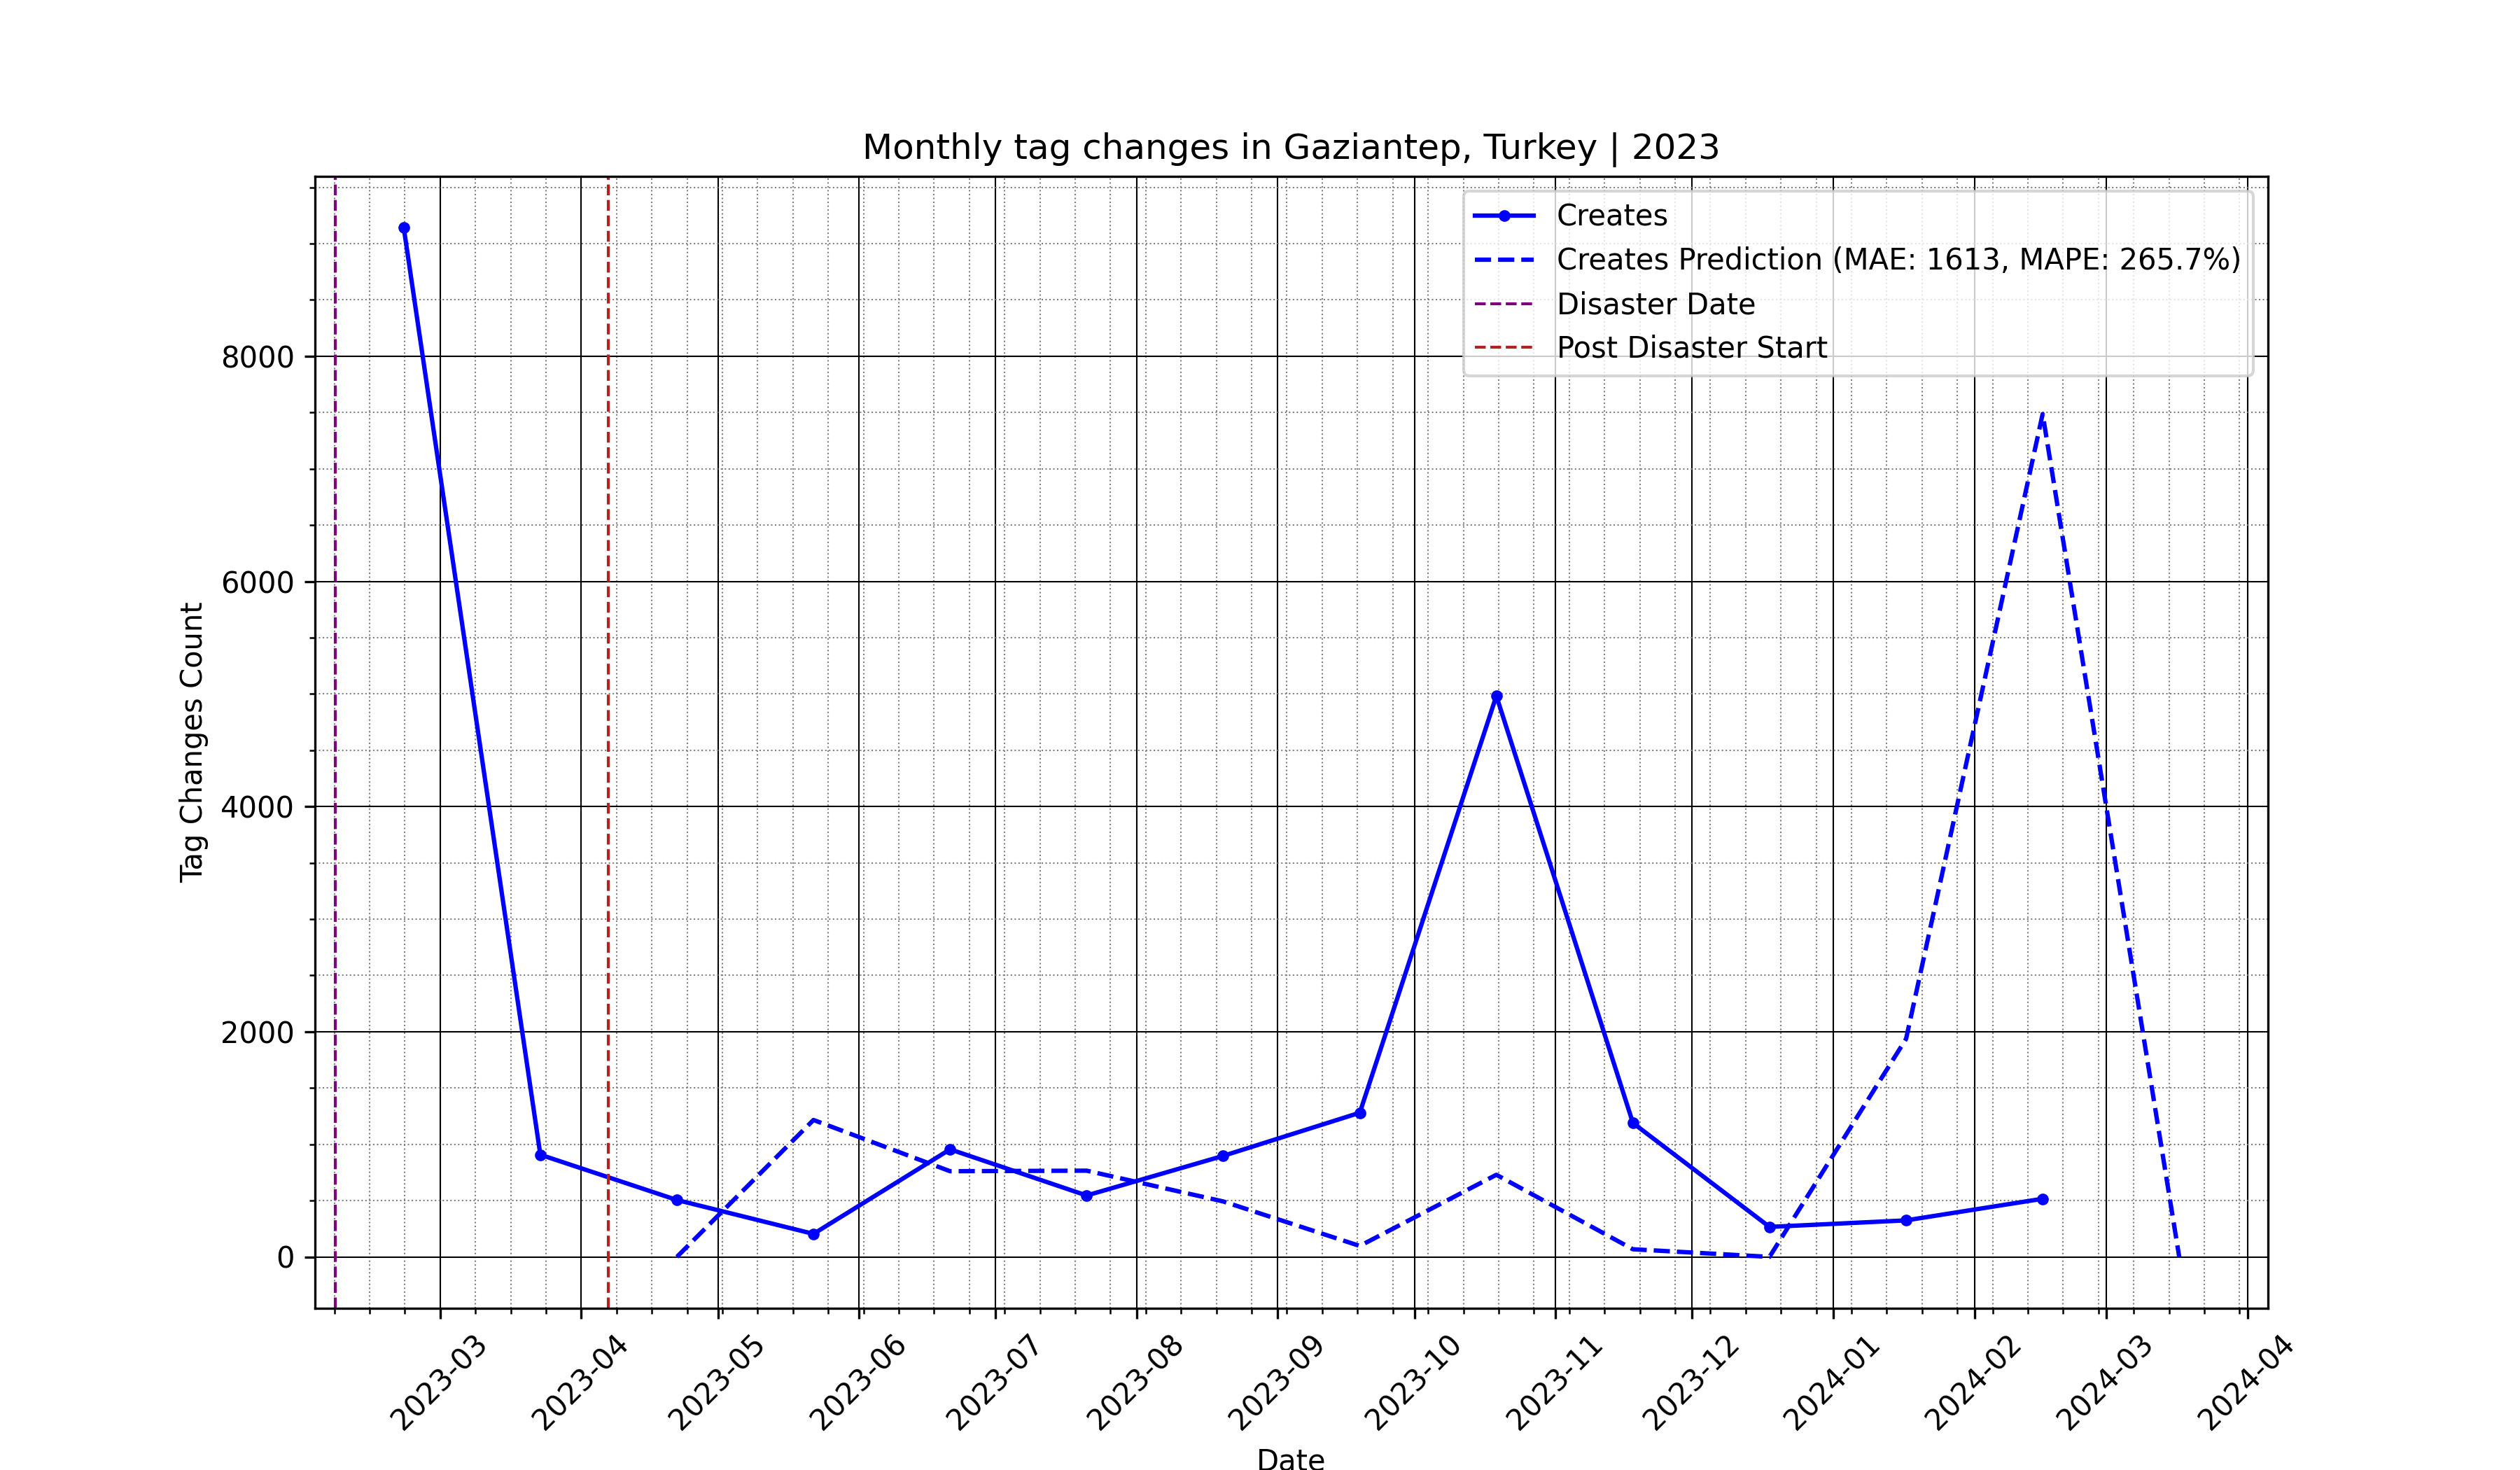 Monthly tag changes in Gaziantep, Turkey | 2023
Creates
Creates Prediction (MAE: 1613, MAPE: 265.7%)
Disaster Date
Post Disaster Start
Tag Changes Count
8000
6000
4000
2000
0
2023-03
2023-04
2023-05
2023-06
2023-07
2023-08
2023-09
2023-10
2023-11
2023-12
2024-01
2024-02
2024-03
2024-04
Date